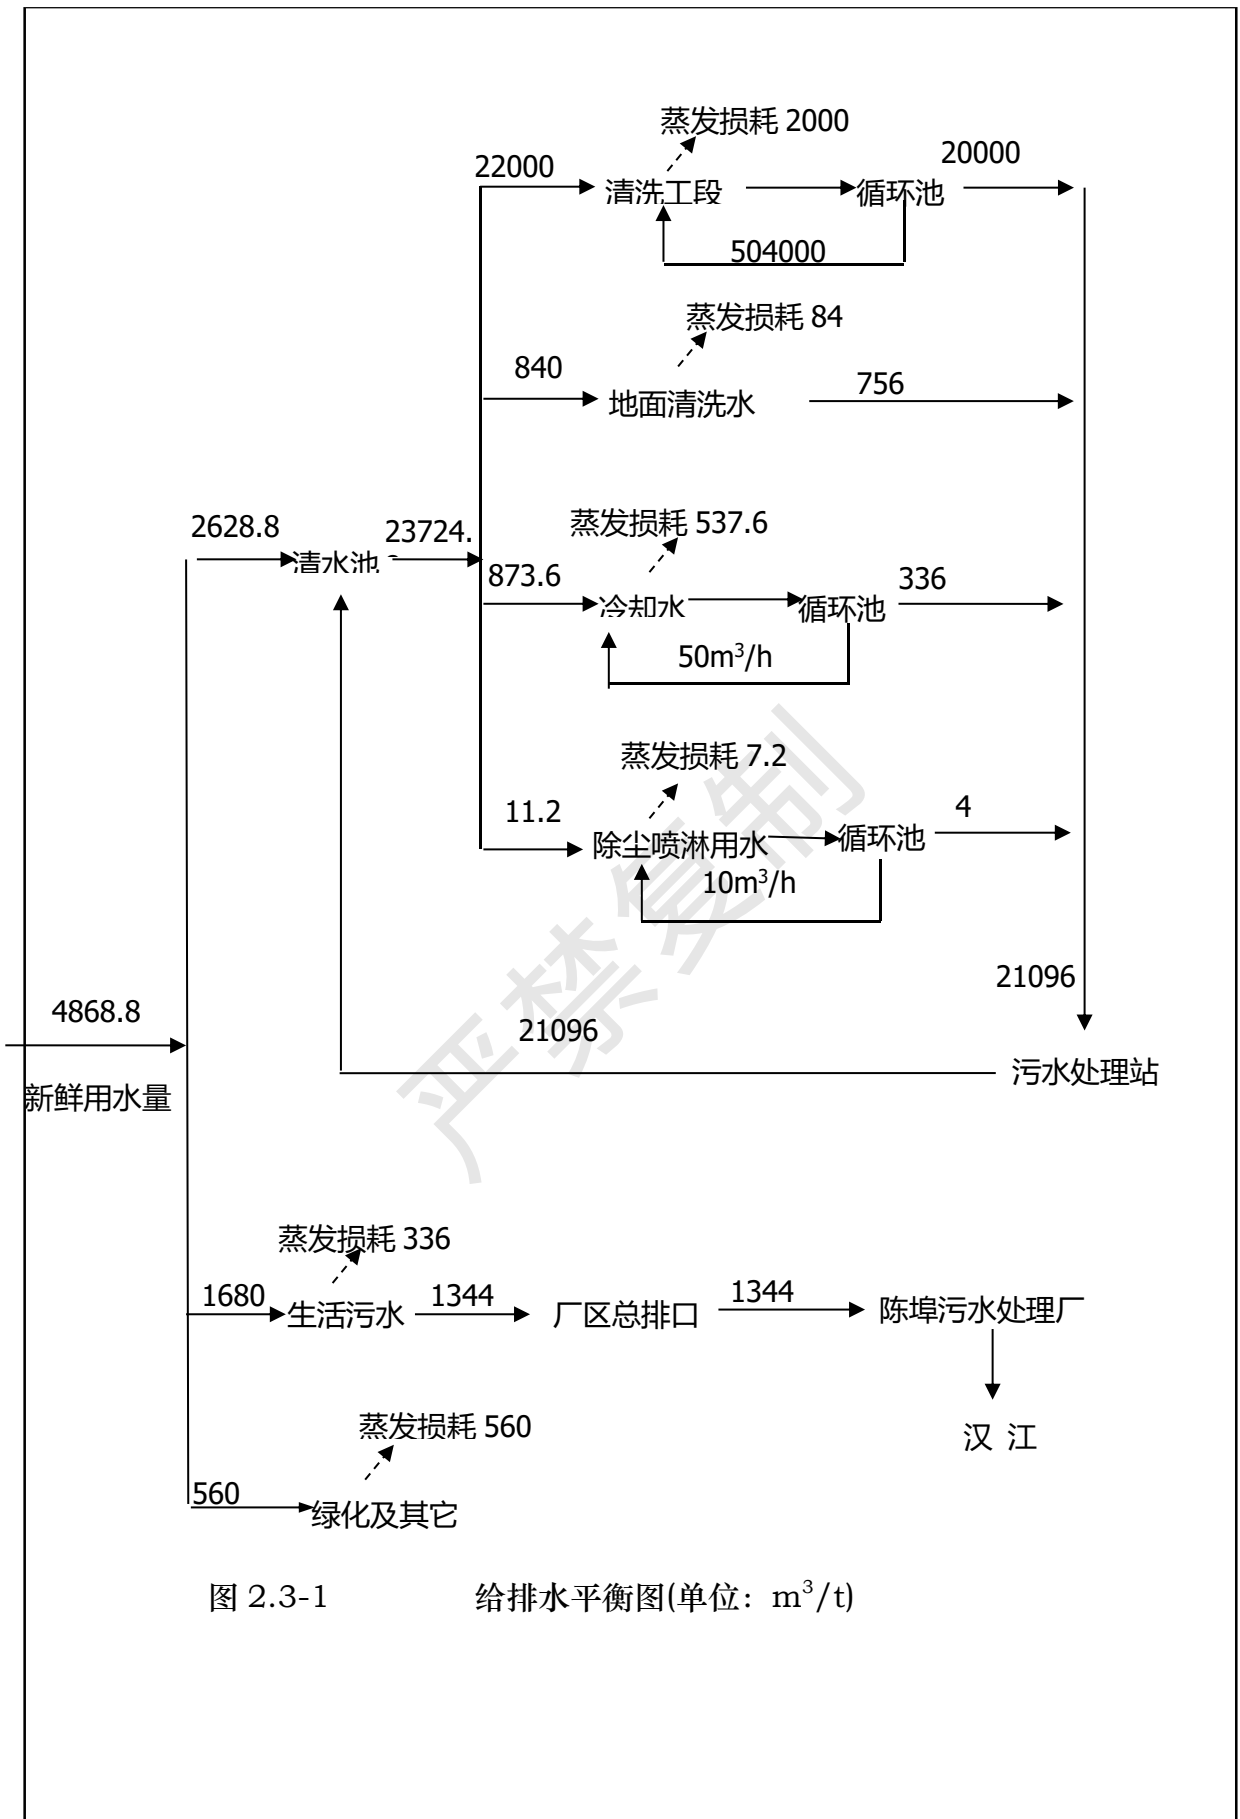 蒸发损耗 2000
22000
清洗工段
循环池
20000
504000
蒸发损耗 84
840
地面清洗水
756
2628.8
清水池
23724.
蒸发损耗 537.6
873.6
冷却水
循环池
336
50m³/h
蒸发损耗 7.2
11.2
除尘喷淋用水
循环池
4
10m³/h
21096
4868.8
新鲜用水量
21096
污水处理站
蒸发损耗 336
1680
生活污水
1344
厂区总排口
1344
陈埠污水处理厂
汉 江
蒸发损耗 560
560
绿化及其它
图 2.3-1 给排水平衡图(单位：m³/t)
严禁复制